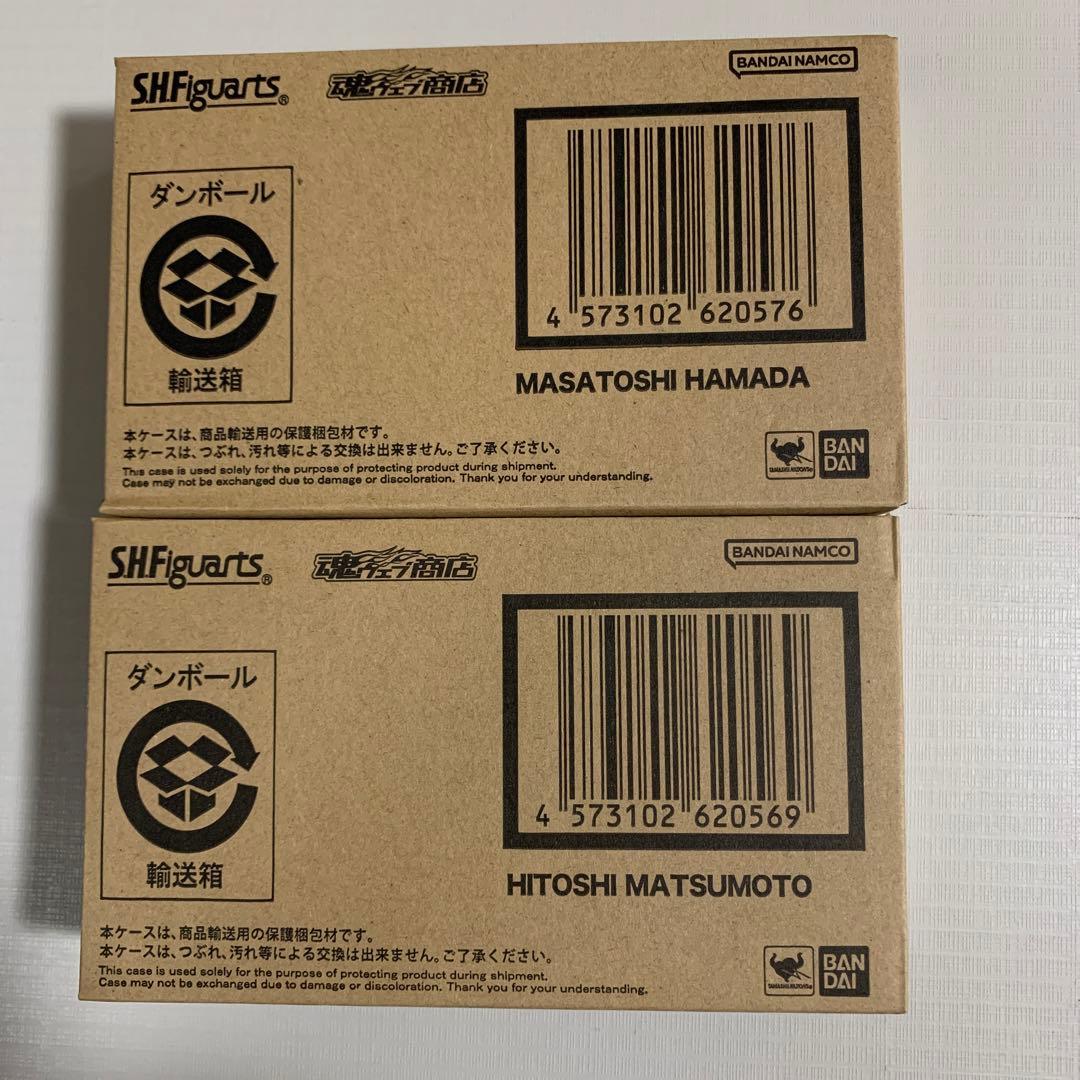 S.H.Figuarts® 魂ウェブ商店 BANDAI NAMCO
ダンボール
輸送箱
4 573102 620576
MASATOSHI HAMADA
本ケースは、商品輸送用の保護梱包材です。
本ケースは、つぶれ、汚れ等による交換は出来ません。ご了承ください。
This case is used solely for the purpose of protecting product during shipment.
Case may not be exchanged due to damage or discoloration. Thank you for your understanding.
TAMASHII NATIONS
BAN
DAI
S.H.Figuarts® 魂ウェブ商店 BANDAI NAMCO
ダンボール
輸送箱
4 573102 620569
HITOSHI MATSUMOTO
本ケースは、商品輸送用の保護梱包材です。
本ケースは、つぶれ、汚れ等による交換は出来ません。ご了承ください。
This case is used solely for the purpose of protecting product during shipment.
Case may not be exchanged due to damage or discoloration. Thank you for your understanding.
TAMASHII NATIONS
BAN
DAI